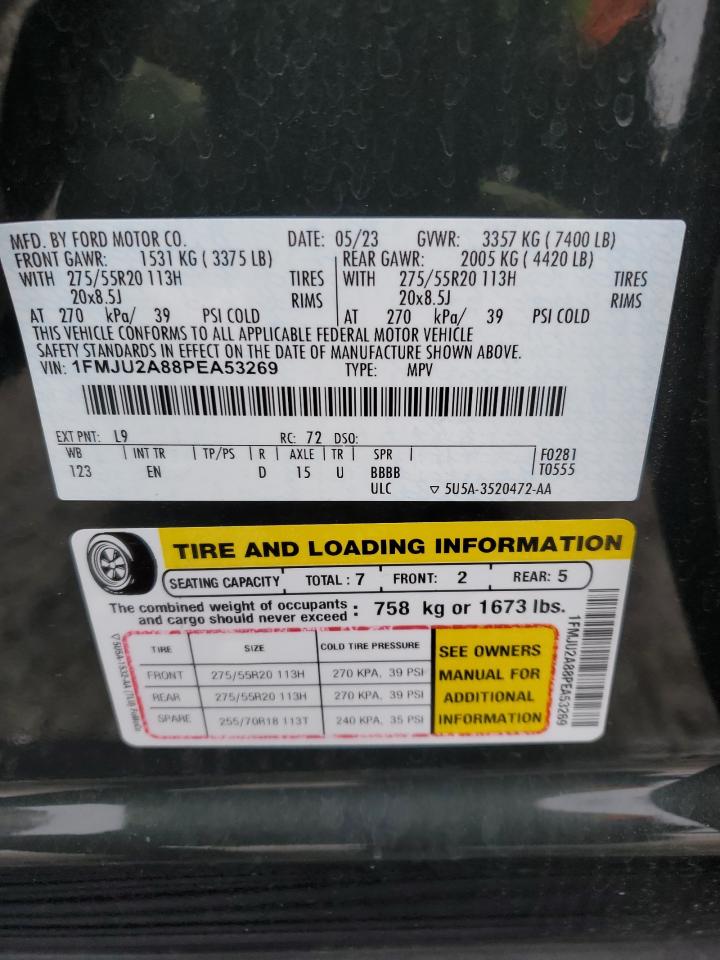 MFD. BY FORD MOTOR CO. DATE: 05/23 GVWR: 3357 KG ( 7400 LB)
FRONT GAWR: 1531 KG ( 3375 LB) REAR GAWR: 2005 KG ( 4420 LB)
WITH 275/55R20 113H TIRES WITH 275/55R20 113H TIRES
20x8.5J RIMS 20x8.5J RIMS
AT 270 kPa/ 39 PSI COLD AT 270 kPa/ 39 PSI COLD
THIS VEHICLE CONFORMS TO ALL APPLICABLE FEDERAL MOTOR VEHICLE
SAFETY STANDARDS IN EFFECT ON THE DATE OF MANUFACTURE SHOWN ABOVE.
VIN: 1FMJU2A88PEA53269 TYPE: MPV
EXT PNT: L9 RC: 72 DSO:
WB INT TR TP/PS R AXLE TR SPR F0281
123 EN D 15 U BBBB T0555
ULC ▽ 5U5A-3520472-AA
TIRE AND LOADING INFORMATION
SEATING CAPACITY TOTAL : 7 FRONT: 2 REAR: 5
The combined weight of occupants
and cargo should never exceed : 758 kg or 1673 lbs.
TIRE SIZE COLD TIRE PRESSURE
FRONT 275/55R20 113H 270 KPA, 39 PSI
REAR 275/55R20 113H 270 KPA, 39 PSI
SPARE 255/70R18 113T 240 KPA, 35 PSI
SEE OWNERS
MANUAL FOR
ADDITIONAL
INFORMATION
1FMJU2A88PEA53269